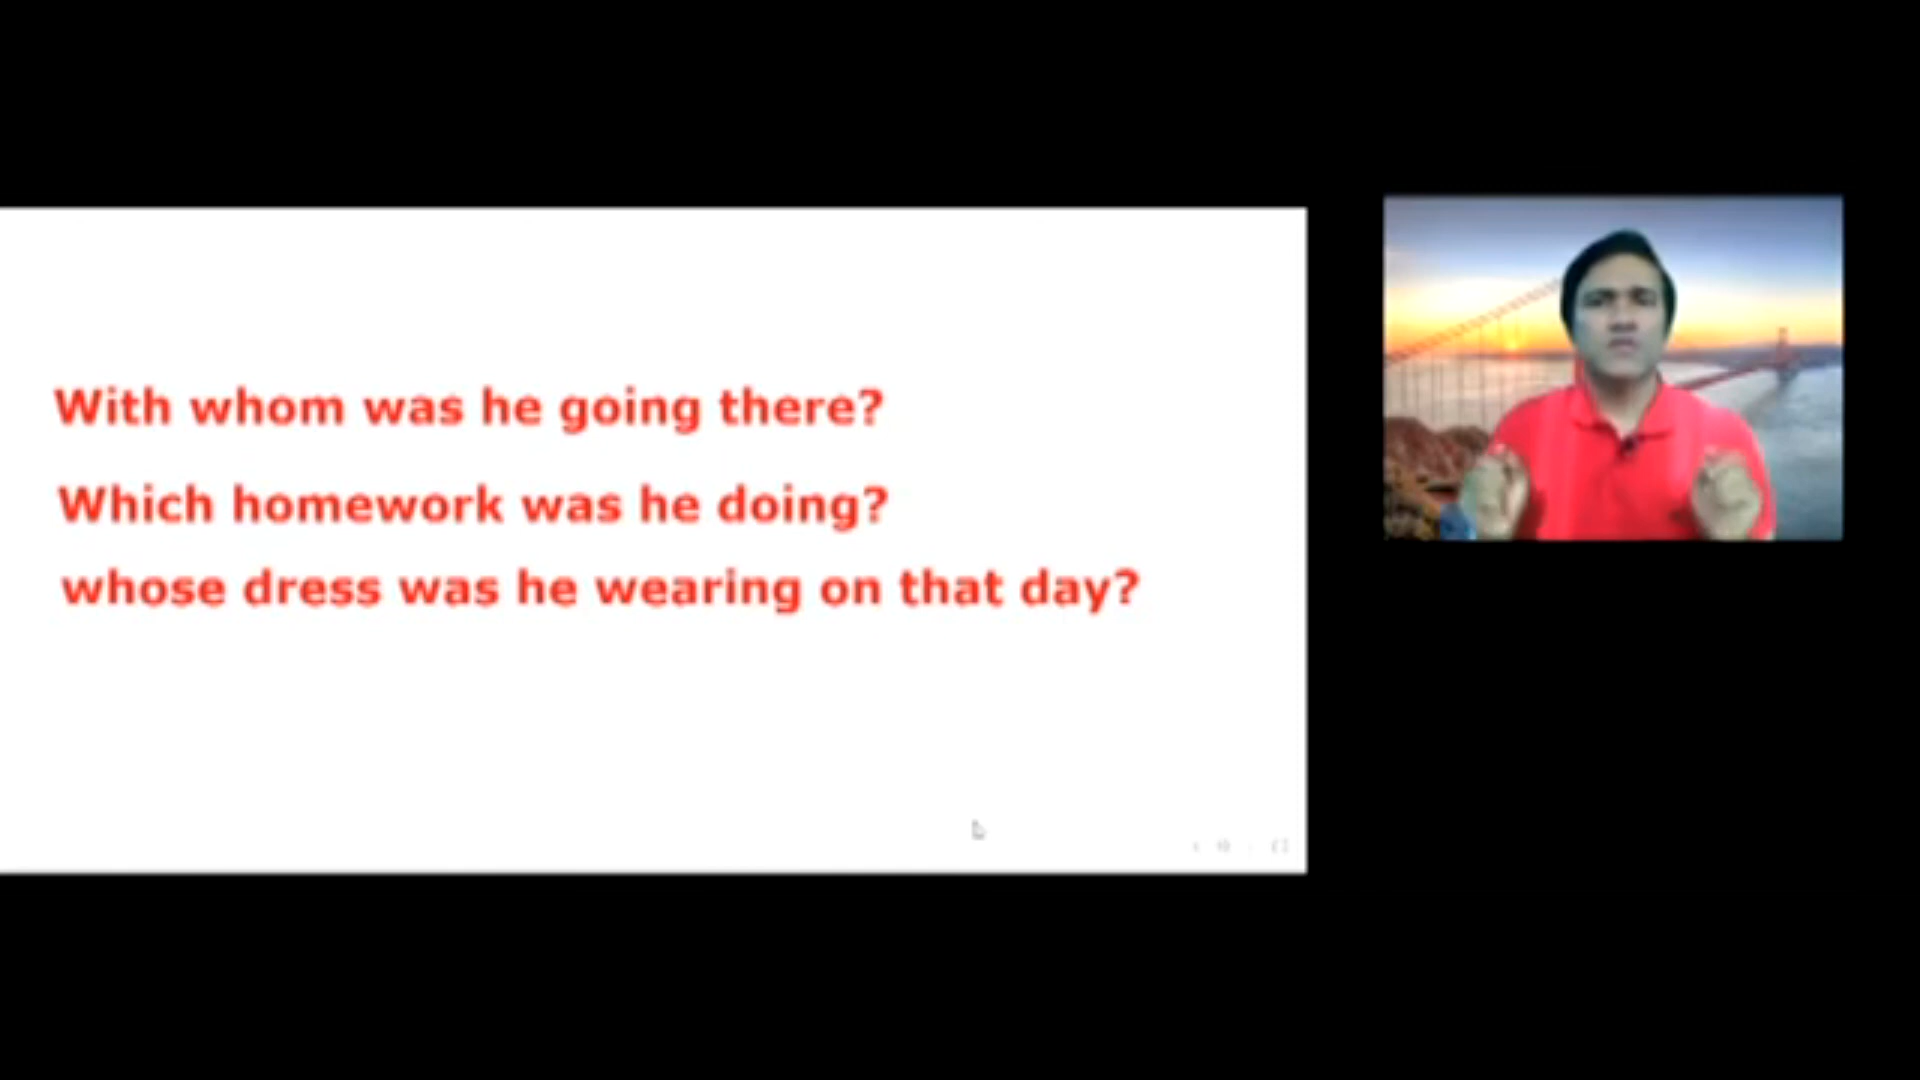 With whom was he going there?
Which homework was he doing?
whose dress was he wearing on that day?